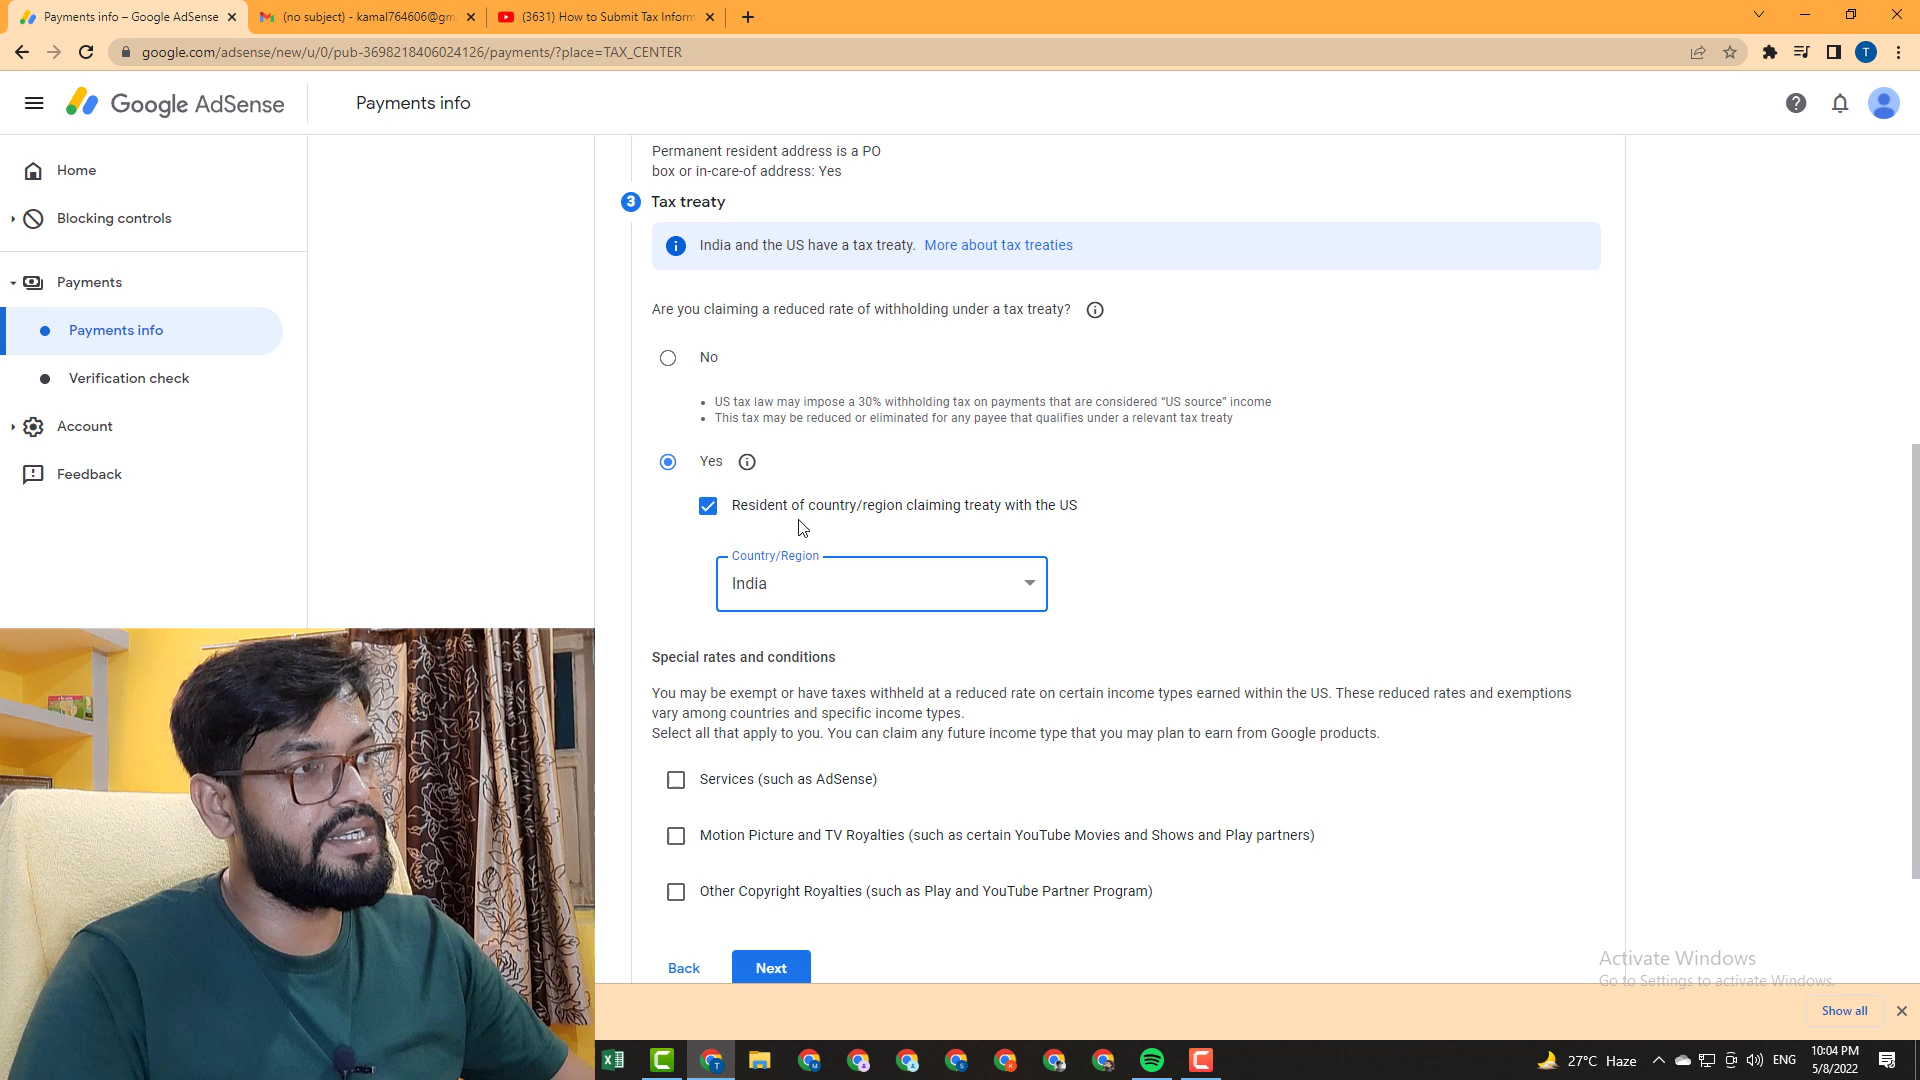 Payments info – Google AdSense
(no subject) - kamal764606@gm
(3631) How to Submit Tax Inform
google.com/adsense/new/u/0/pub-3698218406024126/payments/?place=TAX_CENTER
T
Google AdSense
Payments info
Home
Blocking controls
Payments
Payments info
Verification check
Account
Feedback
Permanent resident address is a PO
box or in-care-of address: Yes
3 Tax treaty
India and the US have a tax treaty. More about tax treaties
Are you claiming a reduced rate of withholding under a tax treaty?
No
• US tax law may impose a 30% withholding tax on payments that are considered “US source” income
• This tax may be reduced or eliminated for any payee that qualifies under a relevant tax treaty
Yes
Resident of country/region claiming treaty with the US
Country/Region
India
Special rates and conditions
You may be exempt or have taxes withheld at a reduced rate on certain income types earned within the US. These reduced rates and exemptions
vary among countries and specific income types.
Select all that apply to you. You can claim any future income type that you may plan to earn from Google products.
Services (such as AdSense)
Motion Picture and TV Royalties (such as certain YouTube Movies and Shows and Play partners)
Other Copyright Royalties (such as Play and YouTube Partner Program)
Back
Next
Activate Windows
Go to Settings to activate Windows.
Show all
27°C Haze
ENG
10:04 PM
5/8/2022